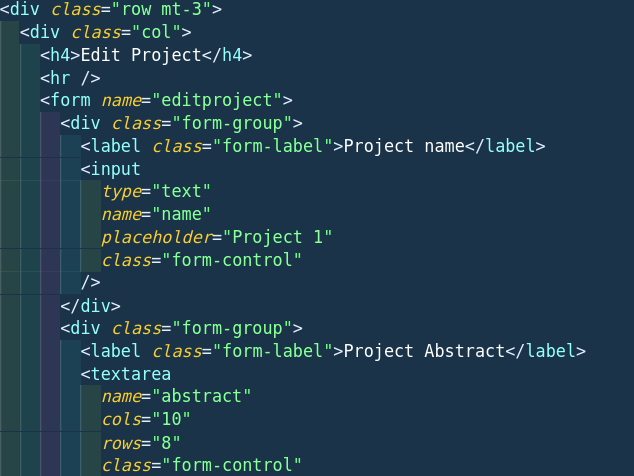 <div class="row mt-3">
<div class="col">
<h4>Edit Project</h4>
<hr />
<form name="editproject">
<div class="form-group">
<label class="form-label">Project name</label>
<input
type="text"
name="name"
placeholder="Project 1"
class="form-control"
/>
</div>
<div class="form-group">
<label class="form-label">Project Abstract</label>
<textarea
name="abstract"
cols="10"
rows="8"
class="form-control"